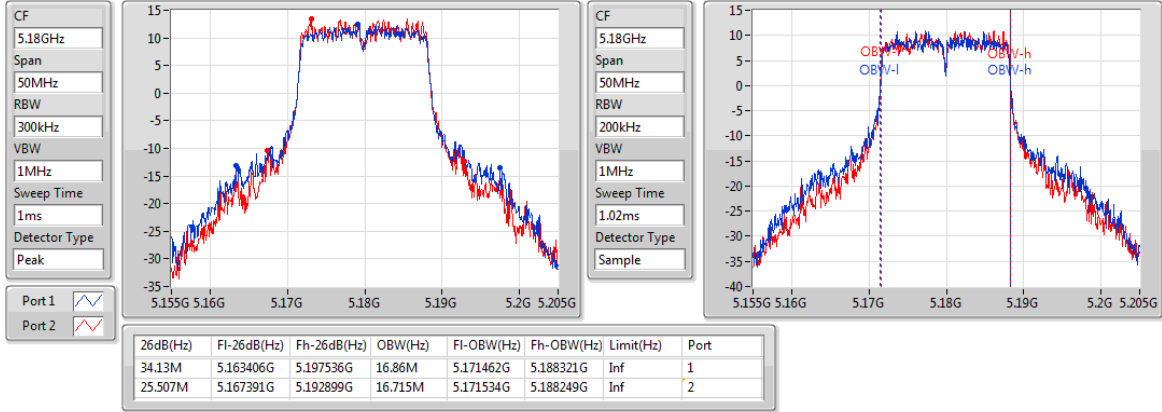 CF
5.18GHz
Span
50MHz
RBW
300kHz
VBW
1MHz
Sweep Time
1ms
Detector Type
Peak
Port 1
Port 2
15
10
5
0
-5
-10
-15
-20
-25
-30
-35
5.155G 5.16G 5.17G 5.18G 5.19G 5.2G 5.205G
CF
5.18GHz
Span
50MHz
RBW
200kHz
VBW
1MHz
Sweep Time
1.02ms
Detector Type
Sample
15
10
5
0
-5
-10
-15
-20
-25
-30
-35
-40
OBW-l OBW-h
OBW-l OBW-h
5.155G 5.16G 5.17G 5.18G 5.19G 5.2G 5.205G
26dB(Hz) Fl-26dB(Hz) Fh-26dB(Hz) OBW(Hz) Fl-OBW(Hz) Fh-OBW(Hz) Limit(Hz) Port
34.13M 5.163406G 5.197536G 16.86M 5.171462G 5.188321G Inf 1
25.507M 5.167391G 5.192899G 16.715M 5.171534G 5.188249G Inf 2